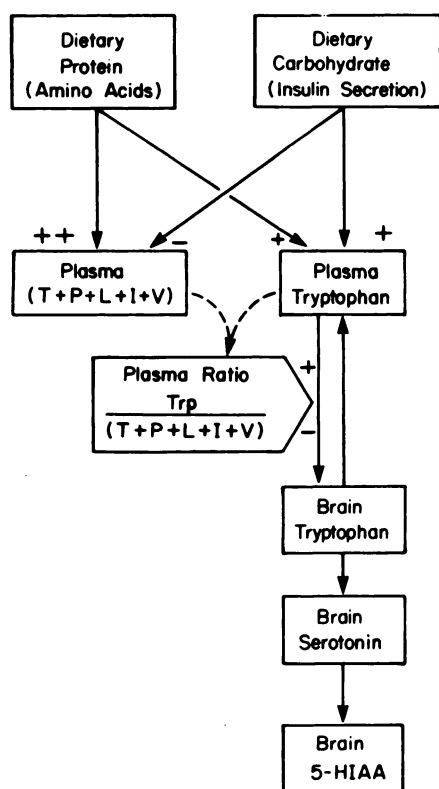 Dietary
Protein
(Amino Acids)
Dietary
Carbohydrate
(Insulin Secretion)
++
−
+
+
Plasma
(T+P+L+I+V)
Plasma
Tryptophan
Plasma Ratio
Trp
(T+P+L+I+V)
+
−
Brain
Tryptophan
Brain
Serotonin
Brain
5-HIAA